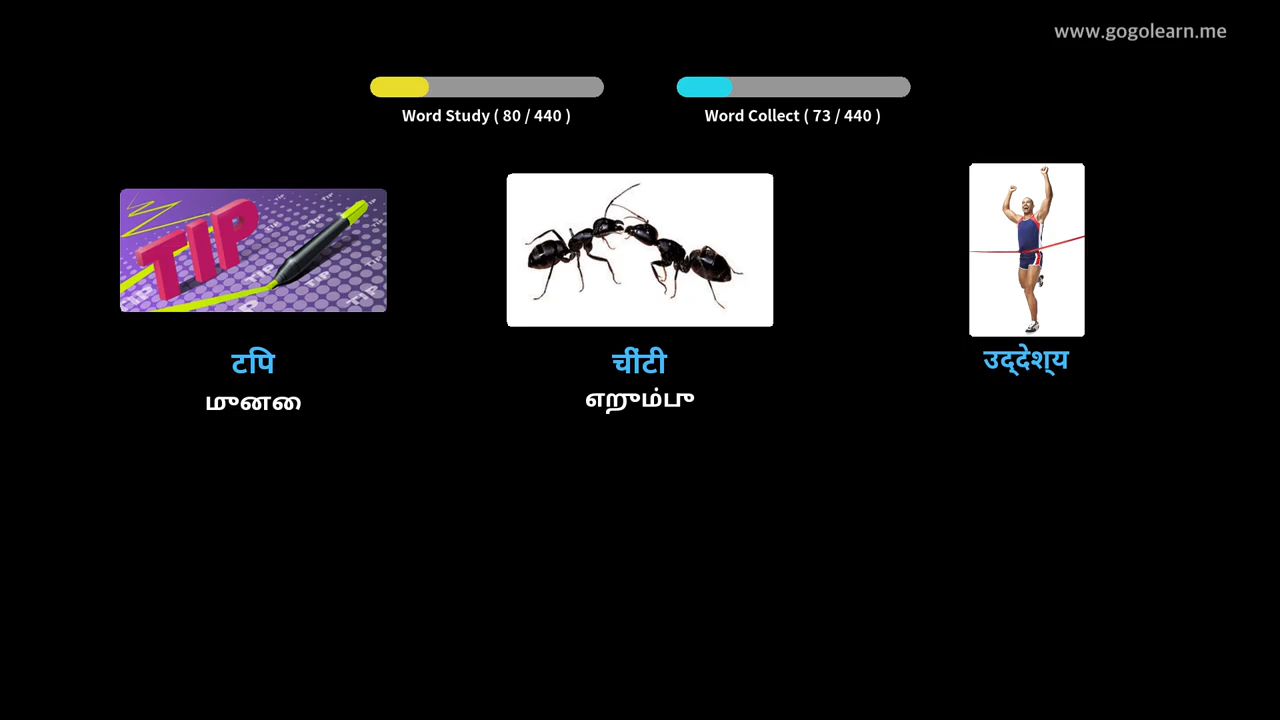 www.gogolearn.me
Word Study ( 80 / 440 )
Word Collect ( 73 / 440 )
टपि
முனை
चींटी
எறும்பு
उद्देश्य
TIP